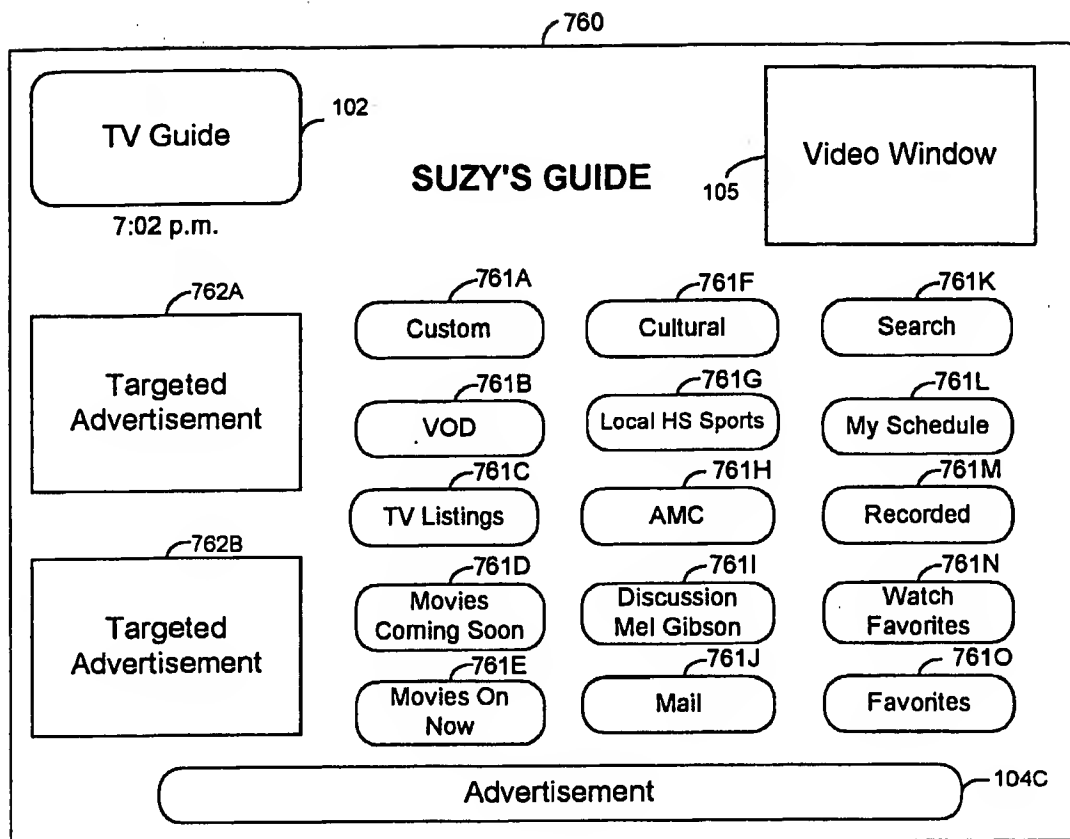 760
TV Guide
102
SUZY'S GUIDE
Video Window
105
7:02 p.m.
762A
761A
761F
761K
Custom
Cultural
Search
Targeted
Advertisement
761B
761G
761L
VOD
Local HS Sports
My Schedule
761C
761H
761M
TV Listings
AMC
Recorded
762B
761D
761I
761N
Movies
Coming Soon
Discussion
Mel Gibson
Watch
Favorites
Targeted
Advertisement
761E
761J
761O
Movies On
Now
Mail
Favorites
Advertisement
104C